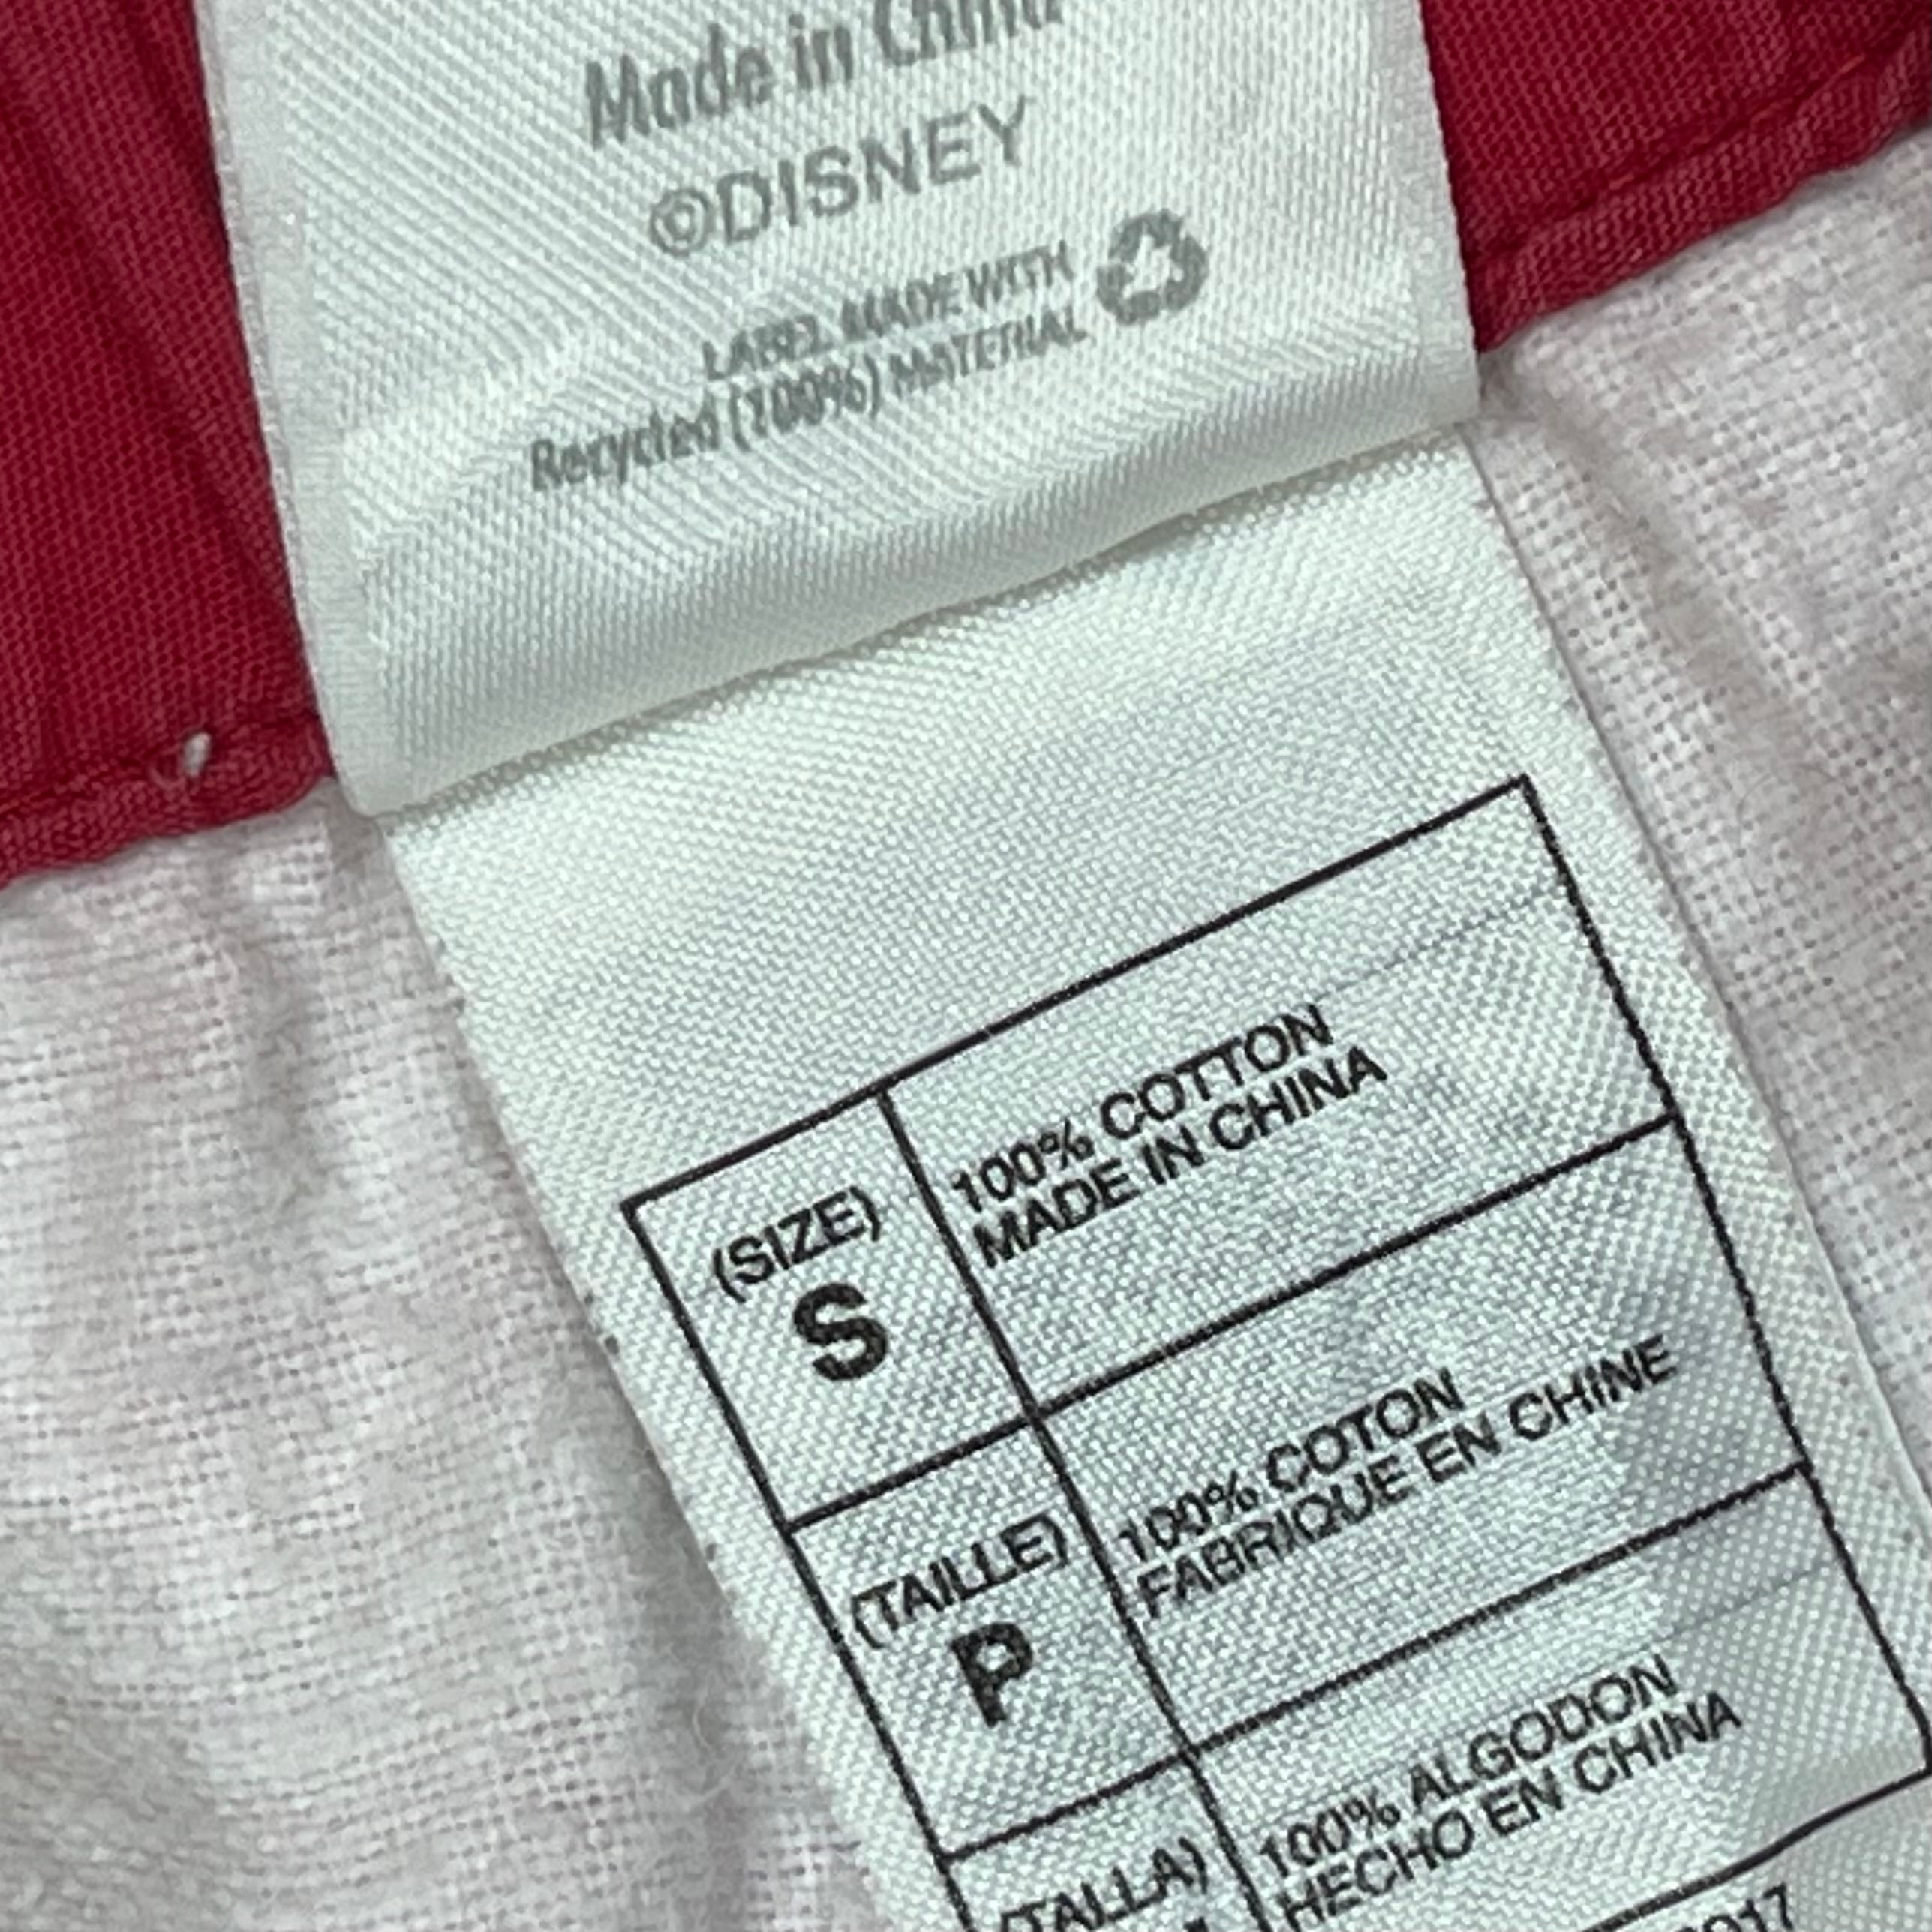 Made in China
©DISNEY
LABEL MADE WITH
Recycled (100%) MATERIAL
(SIZE)
S
100% COTTON
MADE IN CHINA
(TAILLE)
P
100% COTON
FABRIQUE EN CHINE
(TALLA)
100% ALGODON
HECHO EN CHINA